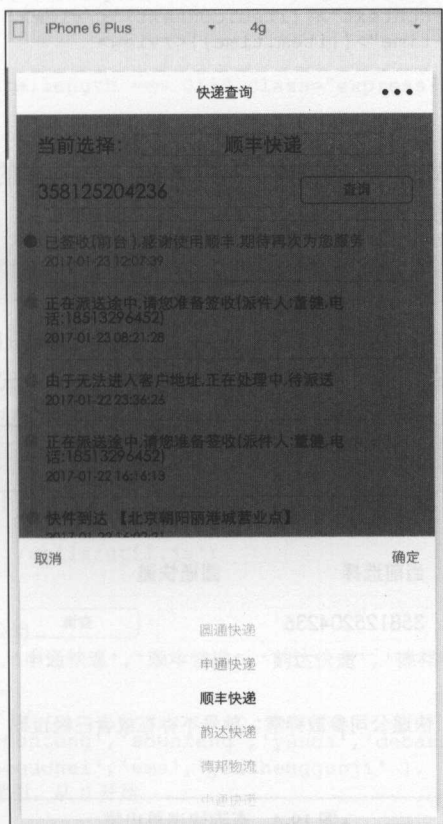 iPhone 6 Plus 4g
快递查询
当前选择: 顺丰快递
358125204236 查询
已签收(前台),感谢使用顺丰,期待再次为您服务
2017-01-23 12:07:39
正在派送途中,请您准备签收(派件人:董健,电
话:18513296452)
2017-01-23 08:21:28
由于无法进入客户地址,正在处理中,待派送
2017-01-22 23:36:26
正在派送途中,请您准备签收(派件人:董健,电
话:18513296452)
2017-01-22 16:16:13
快件到达 【北京朝阳丽港城营业点】
取消 确定
圆通快递
申通快递
顺丰快递
韵达快递
德邦物流